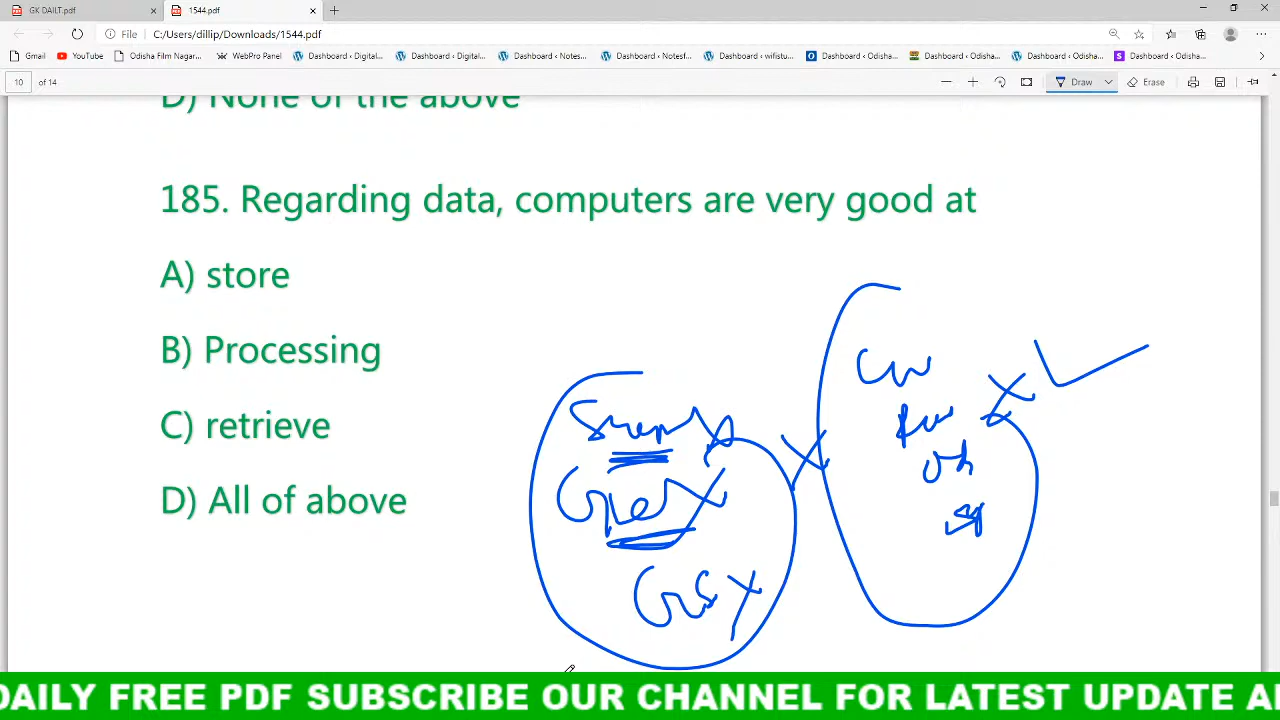 GK DAILT.pdf
1544.pdf
File C:/Users/dillip/Downloads/1544.pdf
Gmail YouTube Odisha Film Nagar... WebPro Panel Dashboard ‹ Digital... Dashboard ‹ Digital... Dashboard ‹ Notes... Dashboard ‹ Notesf... Dashboard ‹ wifistu... Dashboard ‹ Odisha... Dashboard ‹ Odisha... Dashboard ‹ Odisha... Dashboard ‹ Odisha...
10 of 14 Draw Erase
D) None of the above
185. Regarding data, computers are very good at
A) store
B) Processing
C) retrieve
D) All of above
DAILY FREE PDF SUBSCRIBE OUR CHANNEL FOR LATEST UPDATE AI